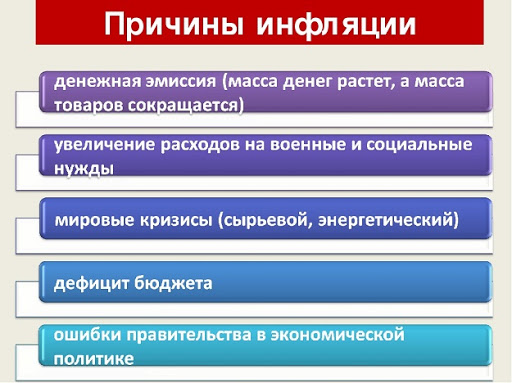 Причины инфляции
денежная эмиссия (масса денег растет, а масса
товаров сокращается)
увеличение расходов на военные и социальные
нужды
мировые кризисы (сырьевой, энергетический)
дефицит бюджета
ошибки правительства в экономической
политике